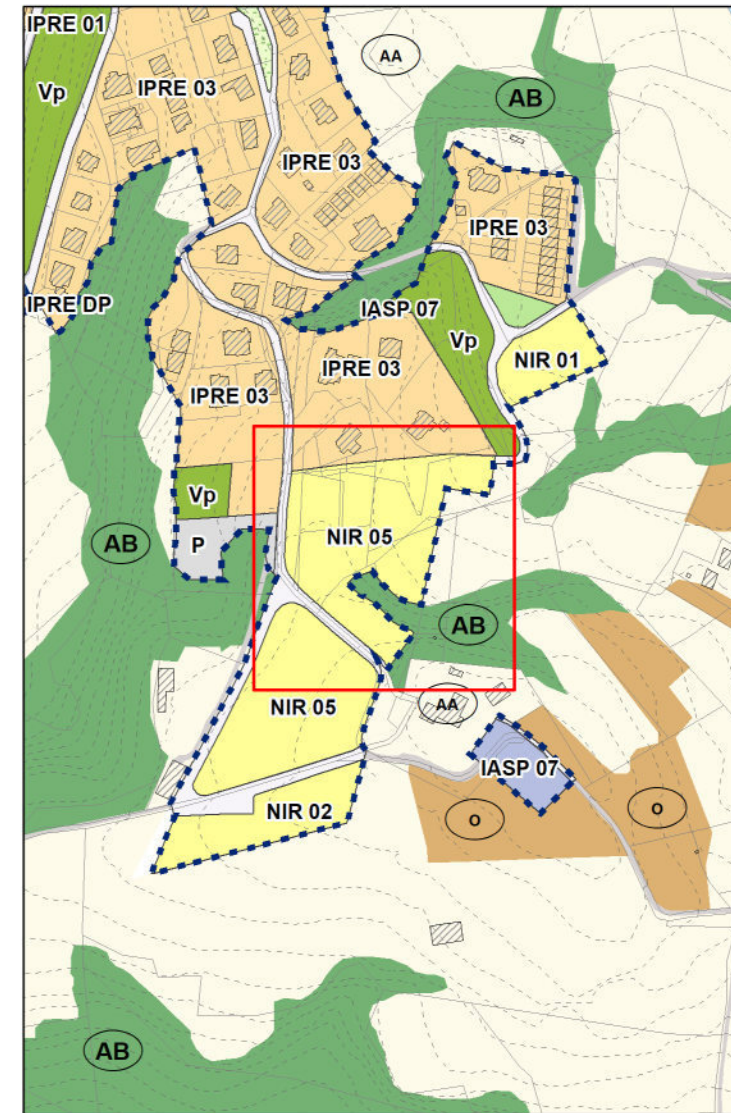 IPRE 01
AA
Vp
IPRE 03
AB
IPRE 03
IPRE 03
IPRE DP
IASP 07
Vp
IPRE 03
NIR 01
IPRE 03
Vp
NIR 05
AB
P
AB
AA
NIR 05
IASP 07
O
O
NIR 02
AB